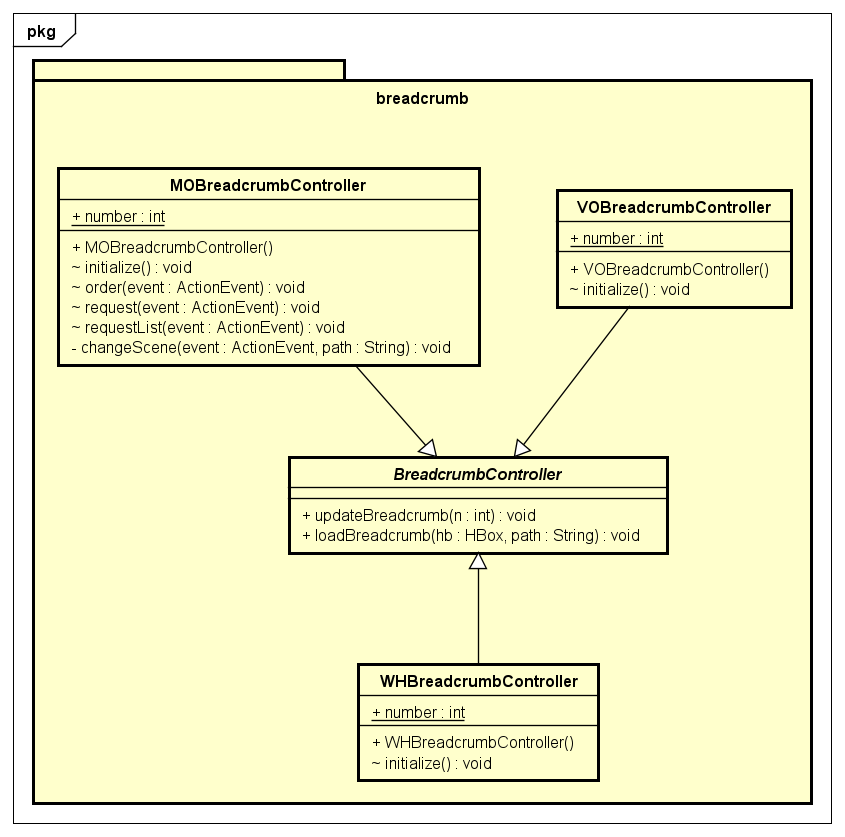 pkg
breadcrumb
MOBreadcrumbController
+ number : int
+ MOBreadcrumbController()
~ initialize() : void
~ order(event : ActionEvent) : void
~ request(event : ActionEvent) : void
~ requestList(event : ActionEvent) : void
- changeScene(event : ActionEvent, path : String) : void
VOBreadcrumbController
+ number : int
+ VOBreadcrumbController()
~ initialize() : void
BreadcrumbController
+ updateBreadcrumb(n : int) : void
+ loadBreadcrumb(hb : HBox, path : String) : void
WHBreadcrumbController
+ number : int
+ WHBreadcrumbController()
~ initialize() : void